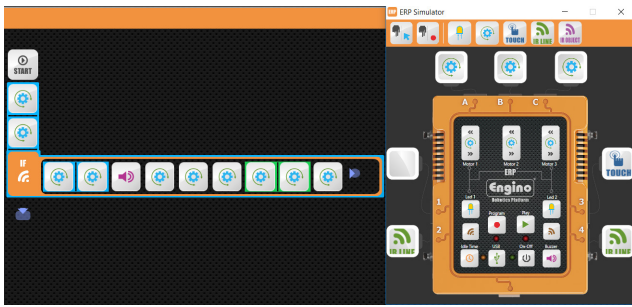 ERP ERP Simulator
TOUCH
IR LINE
IR OBJECT
START
A B C
IF
Motor 1
Motor 2
Motor 3
TOUCH
ERP
Engino
Robotics Platform
Led 1
Led 2
Program
Play
1
3
2
4
IR LINE
IR LINE
Idle Time
USB
On-Off
Buzzer